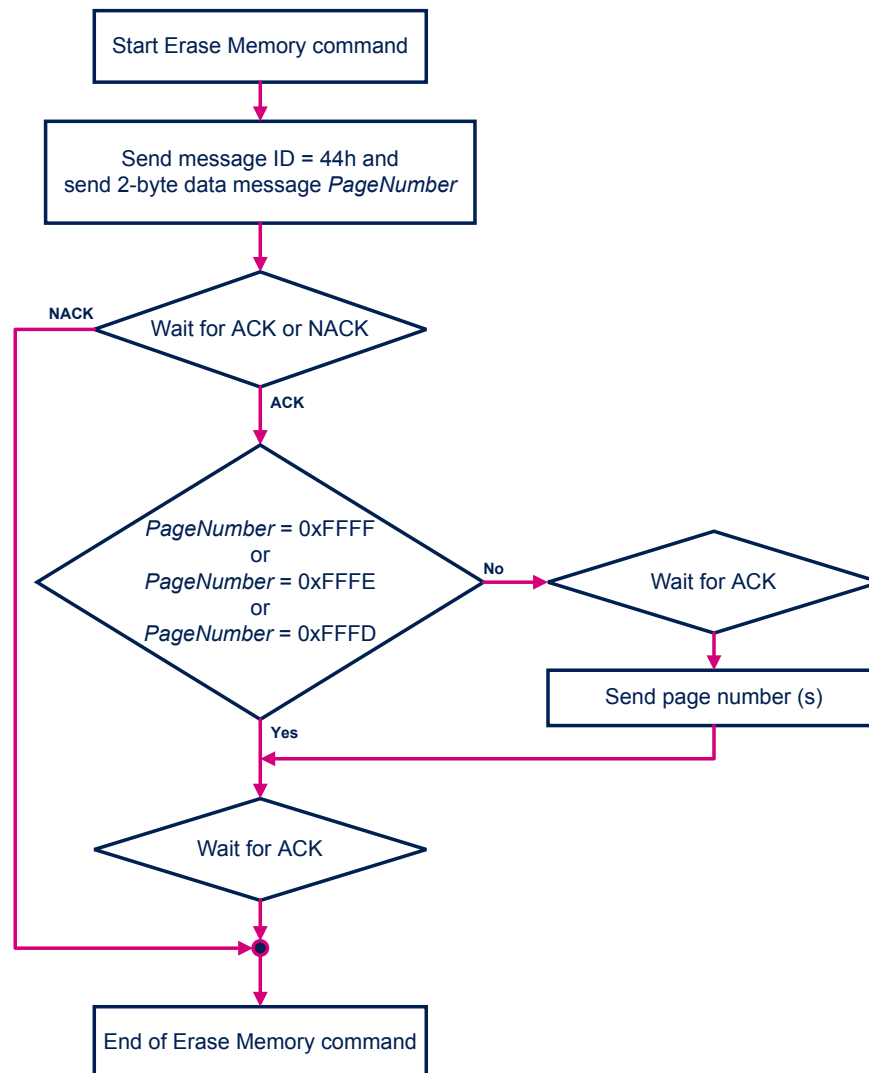 Start Erase Memory command
Send message ID = 44h and
send 2-byte data message PageNumber
NACK
Wait for ACK or NACK
ACK
PageNumber = 0xFFFF
or
PageNumber = 0xFFFE
or
PageNumber = 0xFFFD
No
Wait for ACK
Send page number (s)
Yes
Wait for ACK
End of Erase Memory command